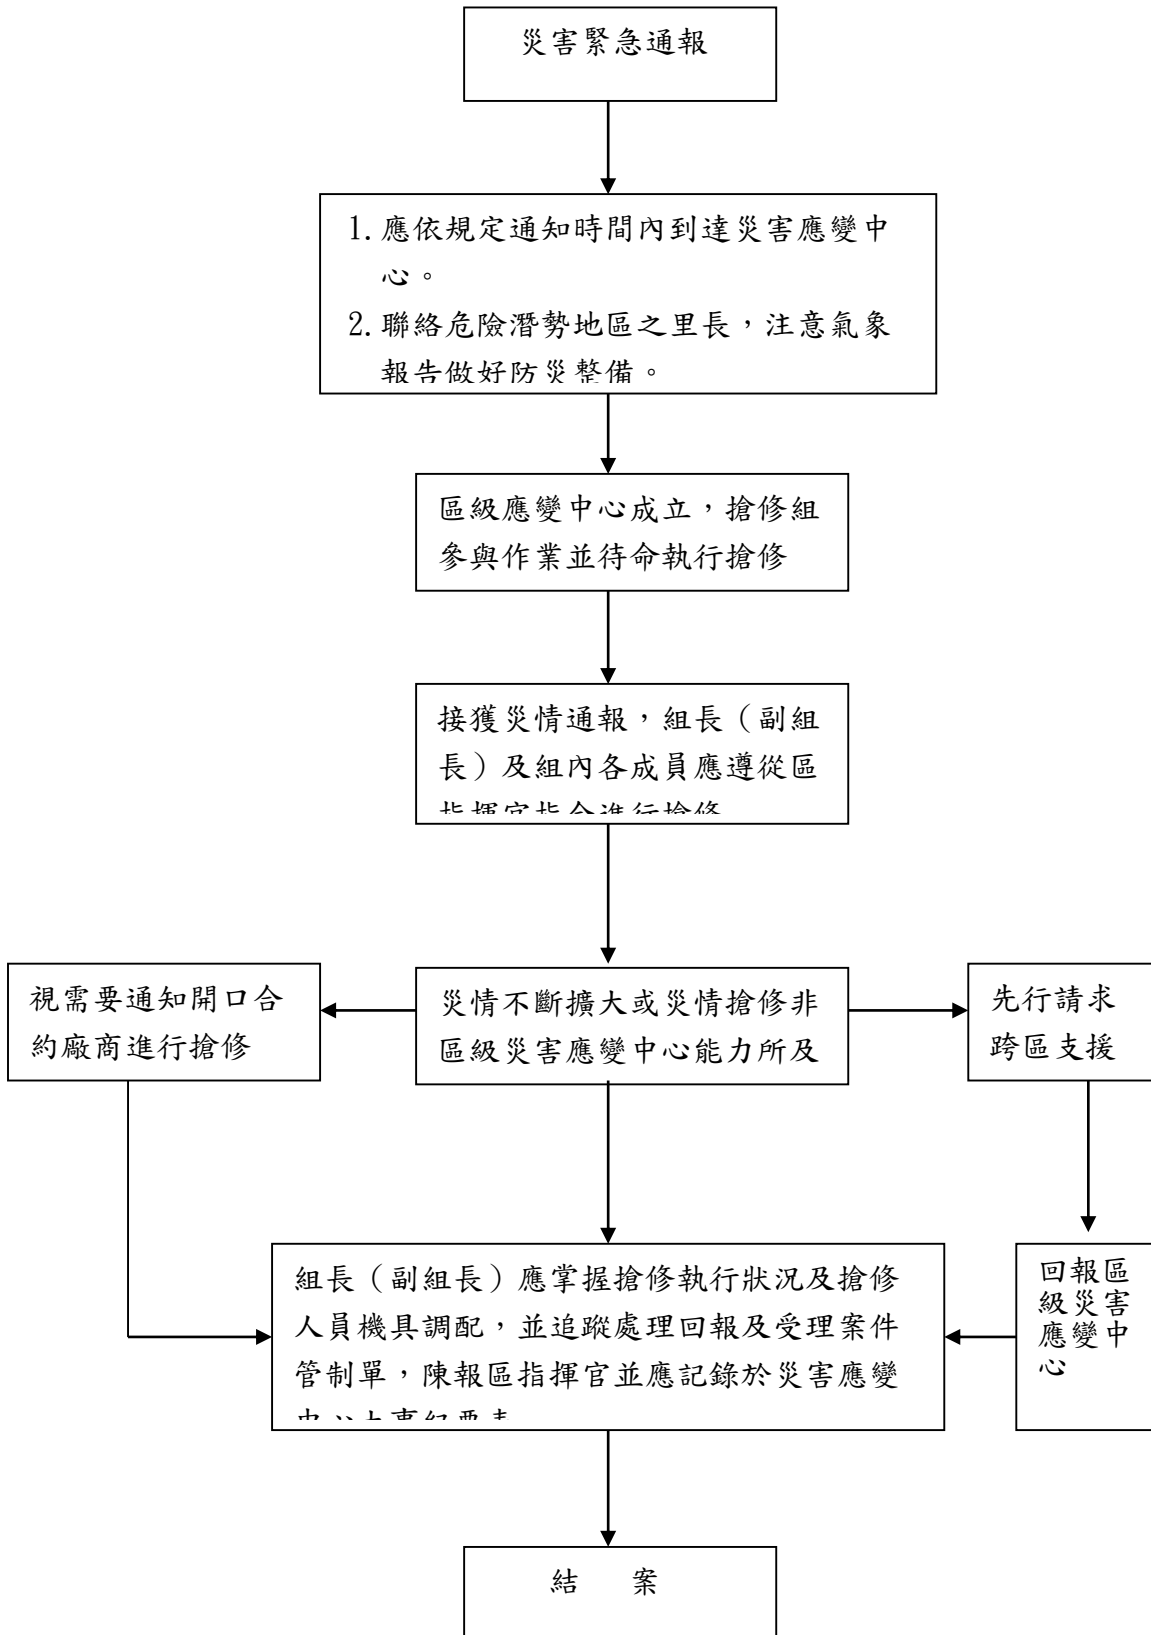 災害緊急通報
1. 應依規定通知時間內到達災害應變中
心。
2. 聯絡危險潛勢地區之里長，注意氣象
報告做好防災整備。
區級應變中心成立，搶修組
參與作業並待命執行搶修
接獲災情通報，組長（副組
長）及組內各成員應遵從區
指揮官指令進行搶修
視需要通知開口合
約廠商進行搶修
災情不斷擴大或災情搶修非
區級災害應變中心能力所及
先行請求
跨區支援
組長（副組長）應掌握搶修執行狀況及搶修
人員機具調配，並追蹤處理回報及受理案件
管制單，陳報區指揮官並應記錄於災害應變
回報區
級災害
應變中
心
結　案